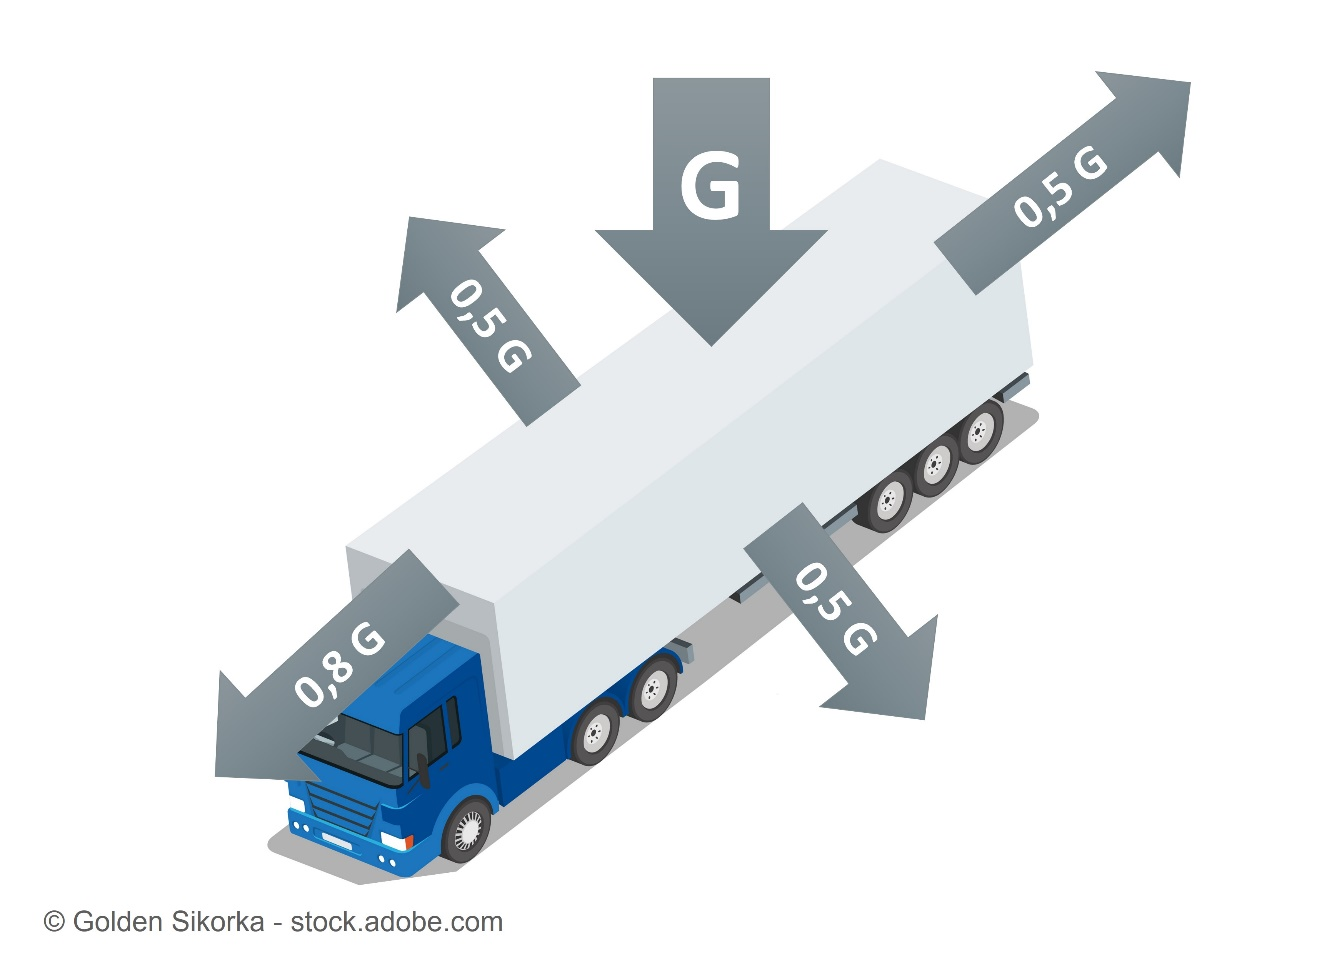 G
0,5 G
0,5 G
0,8 G
0,5 G
© Golden Sikorka - stock.adobe.com